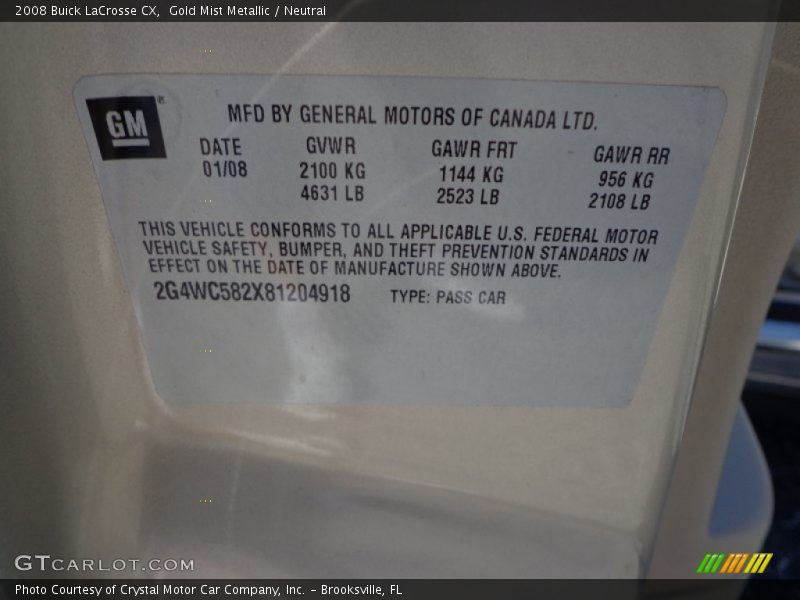 2008 Buick LaCrosse CX,  Gold Mist Metallic / Neutral
GM ®
MFD BY GENERAL MOTORS OF CANADA LTD.
DATE GVWR GAWR FRT GAWR RR
01/08 2100 KG 1144 KG 956 KG
4631 LB 2523 LB 2108 LB
THIS VEHICLE CONFORMS TO ALL APPLICABLE U.S. FEDERAL MOTOR
VEHICLE SAFETY, BUMPER, AND THEFT PREVENTION STANDARDS IN
EFFECT ON THE DATE OF MANUFACTURE SHOWN ABOVE.
2G4WC582X81204918 TYPE: PASS CAR
GTCARLOT.COM
Photo Courtesy of Crystal Motor Car Company, Inc. – Brooksville, FL